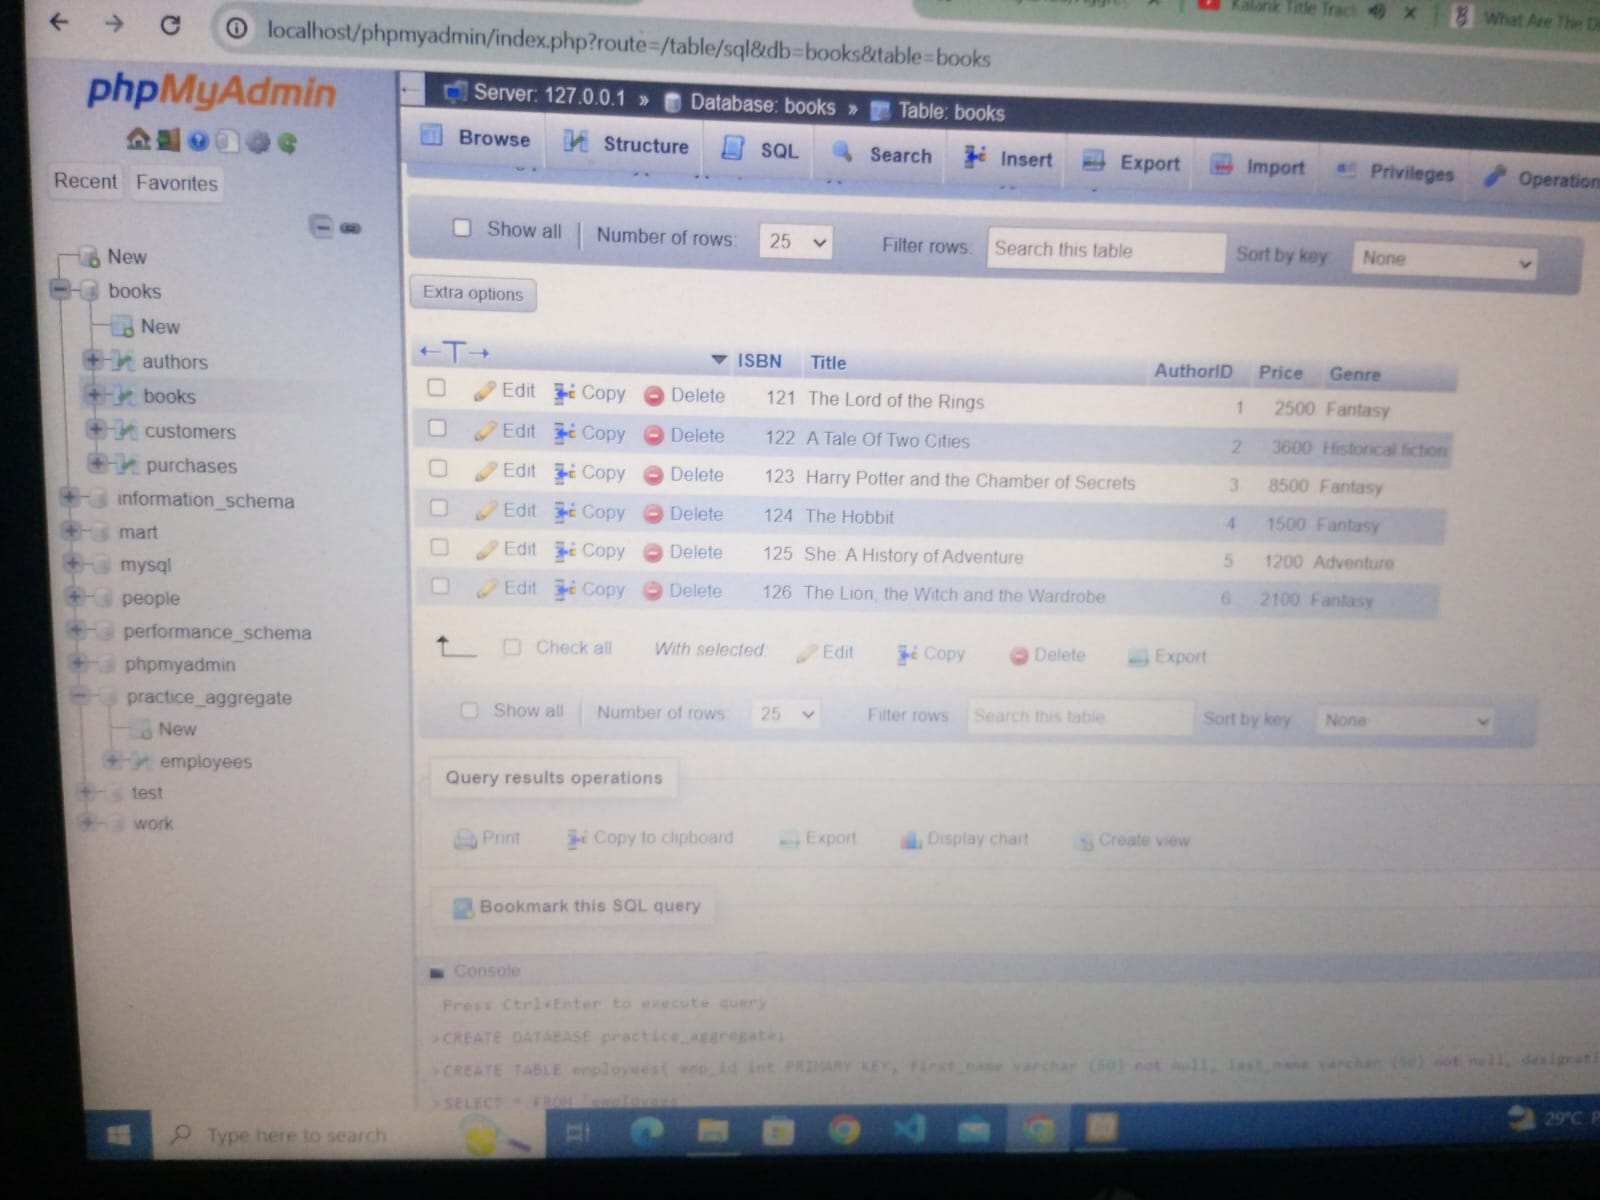 Kalank Title Track
What Are The D
localhost/phpmyadmin/index.php?route=/table/sql&db=books&table=books
phpMyAdmin
Server: 127.0.0.1 » Database: books » Table: books
Browse Structure SQL Search Insert Export Import Privileges Operation
Recent Favorites
New
books
New
authors
books
customers
purchases
information_schema
mart
mysql
people
performance_schema
phpmyadmin
practice_aggregate
New
employees
test
work
Show all Number of rows: 25 Filter rows: Search this table Sort by key: None
Extra options
←T→ ISBN Title AuthorID Price Genre
Edit Copy Delete 121 The Lord of the Rings 1 2500 Fantasy
Edit Copy Delete 122 A Tale Of Two Cities 2 3600 Historical fiction
Edit Copy Delete 123 Harry Potter and the Chamber of Secrets 3 8500 Fantasy
Edit Copy Delete 124 The Hobbit 4 1500 Fantasy
Edit Copy Delete 125 She: A History of Adventure 5 1200 Adventure
Edit Copy Delete 126 The Lion, the Witch and the Wardrobe 6 2100 Fantasy
Check all With selected: Edit Copy Delete Export
Show all Number of rows: 25 Filter rows: Search this table Sort by key: None
Query results operations
Print Copy to clipboard Export Display chart Create view
Bookmark this SQL query
Console
Press Ctrl+Enter to execute query
>CREATE DATABASE practice_aggregate;
>CREATE TABLE employees( emp_id int PRIMARY KEY, first_name varchar (50) not null, last_name varchar (50) not null, designati
>SELECT * FROM `employees`
Type here to search
29°C